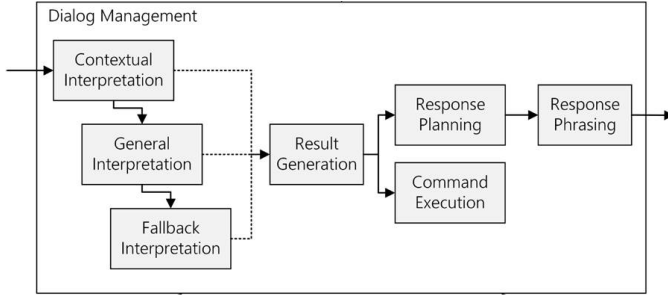 Dialog Management
Contextual
Interpretation
General
Interpretation
Fallback
Interpretation
Result
Generation
Response
Planning
Response
Phrasing
Command
Execution